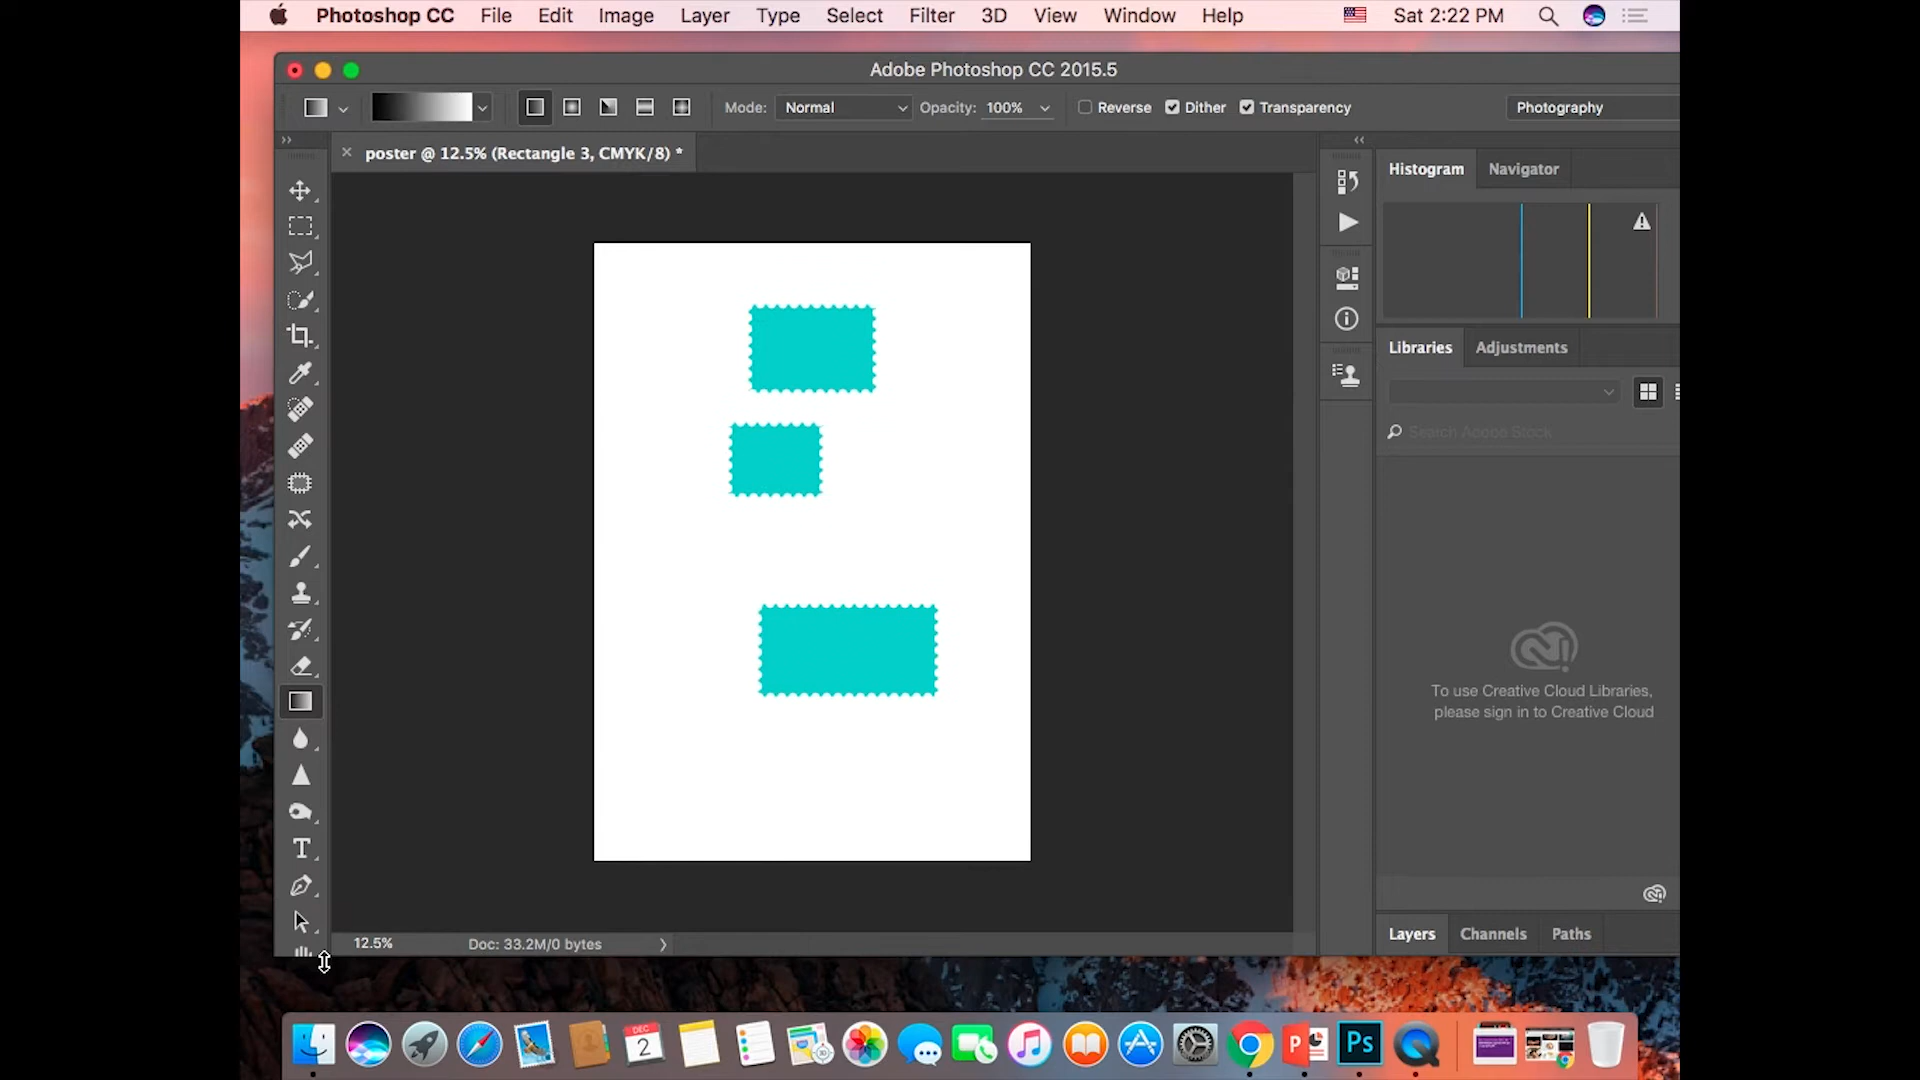 Photoshop CC File Edit Image Layer Type Select Filter 3D View Window Help Sat 2:22 PM
Adobe Photoshop CC 2015.5
Mode: Normal Opacity: 100% Reverse Dither Transparency Photography
poster @ 12.5% (Rectangle 3, CMYK/8) *
Histogram Navigator
Libraries Adjustments
Search Adobe Stock
To use Creative Cloud Libraries,
please sign in to Creative Cloud
Layers Channels Paths
12.5% Doc: 33.2M/0 bytes
DEC
2
Ps